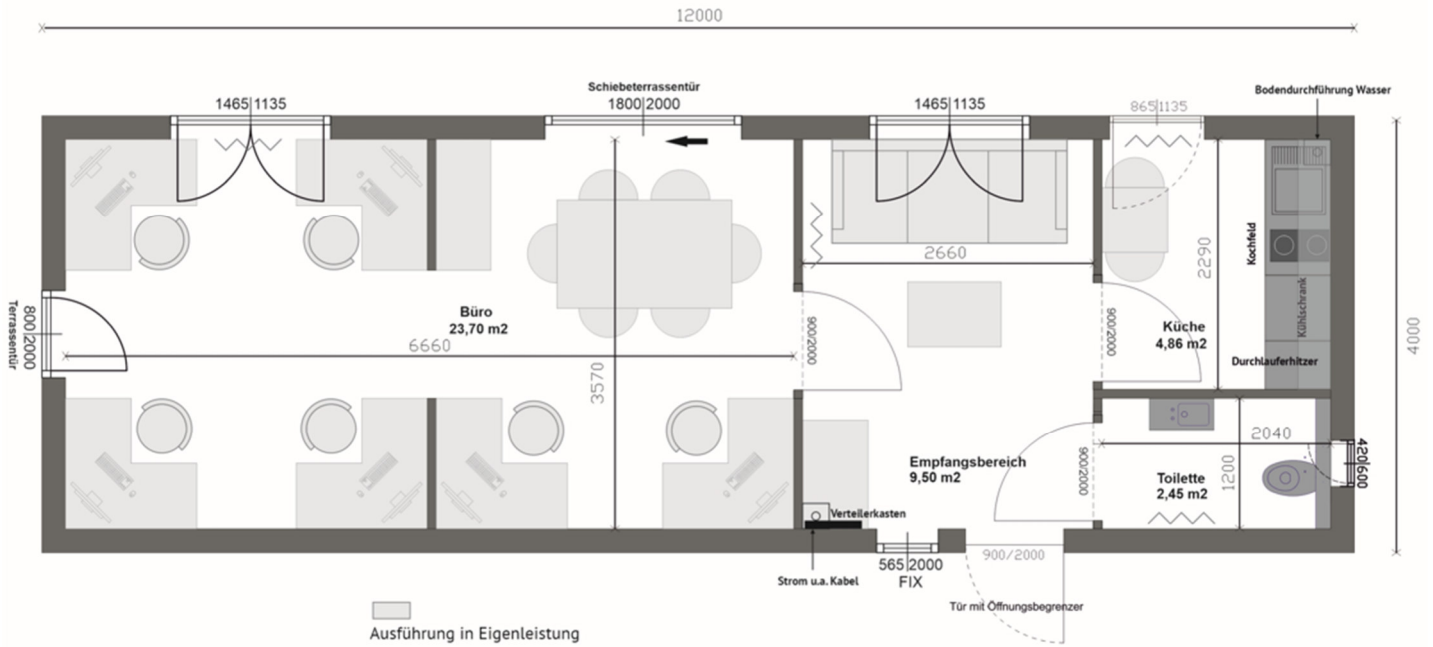 12000
Schiebeterrassentür
1465|1135
1800|2000
1465|1135
865|1135
Bodendurchführung Wasser
2660
2290
Kochfeld
Kühlschrank
Terrassentür
800|2000
Büro
23,70 m2
6660
3570
900/2000
900/2000
Küche
4,86 m2
Durchlauferhitzer
4000
Empfangsbereich
9,50 m2
900/2000
2040
1200
Toilette
2,45 m2
420|600
Verteilerkasten
565|2000
FIX
900/2000
Strom u.a. Kabel
Tür mit Öffnungsbegrenzer
Ausführung in Eigenleistung